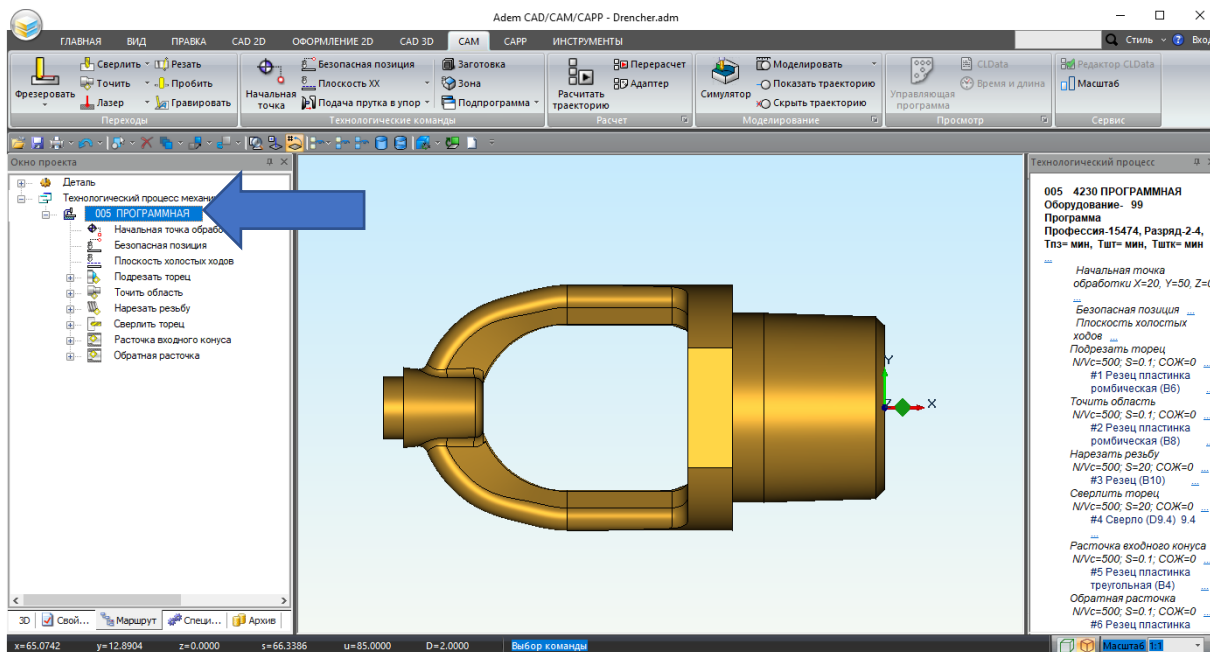 Adem CAD/CAM/CAPP - Drencher.adm
ГЛАВНАЯ ВИД ПРАВКА CAD 2D ОФОРМЛЕНИЕ 2D CAD 3D CAM CAPP ИНСТРУМЕНТЫ Стиль Вход
Фрезеровать
Сверлить Резать
Точить Пробить
Лазер Гравировать
Переходы
Начальная
точка
Безопасная позиция
Плоскость ХХ
Подача прутка в упор
Заготовка
Зона
Подпрограмма
Технологические команды
Расчитать
траекторию
Перерасчет
Адаптер
Расчет
Симулятор
Моделировать
Показать траекторию
Скрыть траекторию
Моделирование
Управляющая
программа
CLData
Время и длина
Просмотр
Редактор CLData
Масштаб
Сервис
Окно проекта
Деталь
Технологический процесс механи
005 ПРОГРАММНАЯ
Начальная точка обрабо
Безопасная позиция
Плоскость холостых ходов
Подрезать торец
Точить область
Нарезать резьбу
Сверлить торец
Расточка входного конуса
Обратная расточка
3D Свой... Маршрут Специ... Архив
Y
Z X
Технологический процесс
005 4230 ПРОГРАММНАЯ
Оборудование- 99
Программа
Профессия-15474, Разряд-2-4,
Тпз= мин, Тшт= мин, Тштк= мин
...
Начальная точка
обработки X=20, Y=50, Z=0
...
Безопасная позиция ...
Плоскость холостых
ходов ...
Подрезать торец
N/Vc=500; S=0.1; СОЖ=0 ...
#1 Резец пластинка
ромбическая (B6) ...
Точить область
N/Vc=500; S=0.1; СОЖ=0 ...
#2 Резец пластинка
ромбическая (B8) ...
Нарезать резьбу
N/Vc=500; S=20; СОЖ=0 ...
#3 Резец (B10) ...
Сверлить торец
N/Vc=500; S=20; СОЖ=0 ...
#4 Сверло (D9.4) 9.4
...
Расточка входного конуса
N/Vc=500; S=0.1; СОЖ=0 ...
#5 Резец пластинка
треугольная (B4) ...
Обратная расточка
N/Vc=500; S=0.1; СОЖ=0 ...
#6 Резец пластинка
x=65.0742 y=12.8904 z=0.0000 s=66.3386 u=85.0000 D=2.0000 Выбор команды Масштаб 1:1